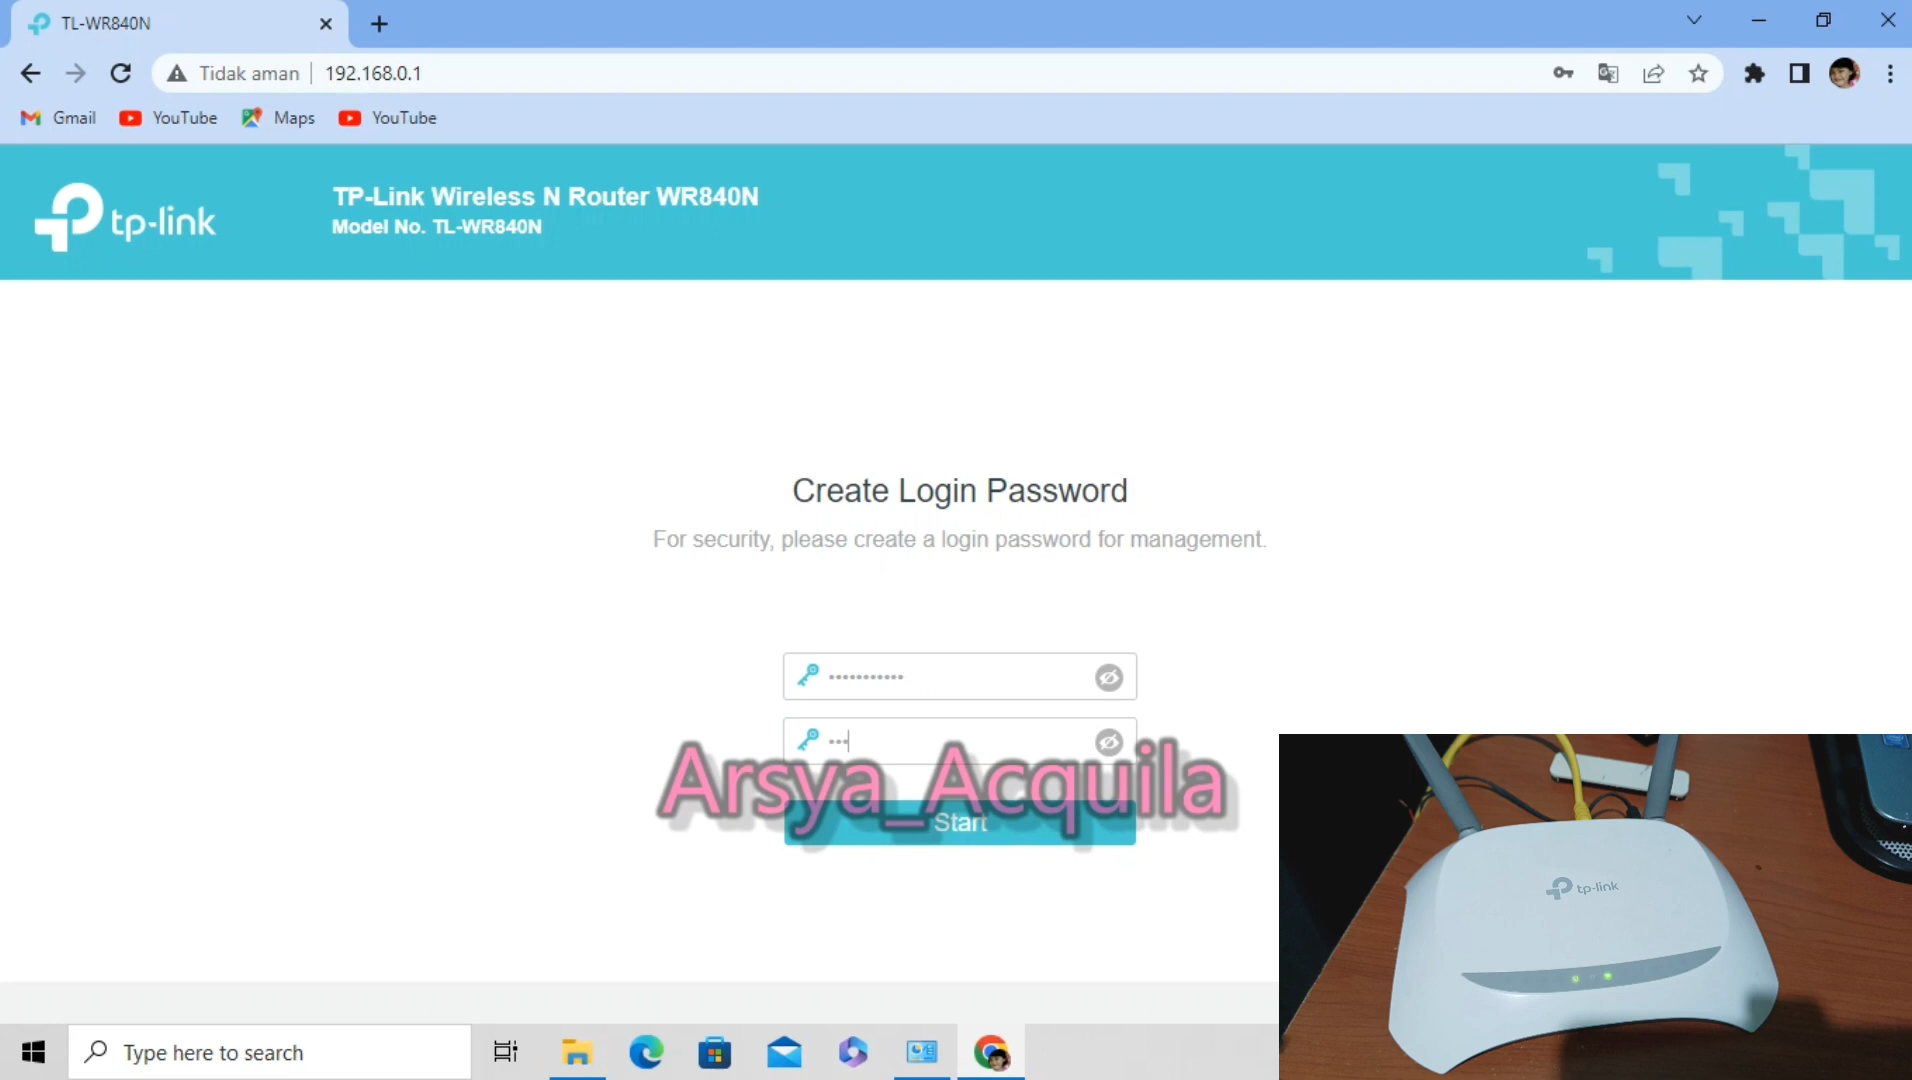 TL-WR840N
Tidak aman
192.168.0.1
Gmail
YouTube
Maps
YouTube
tp-link
TP-Link Wireless N Router WR840N
Model No. TL-WR840N
Create Login Password
For security, please create a login password for management.
Arsya_Acquila
Start
tp-link
Type here to search